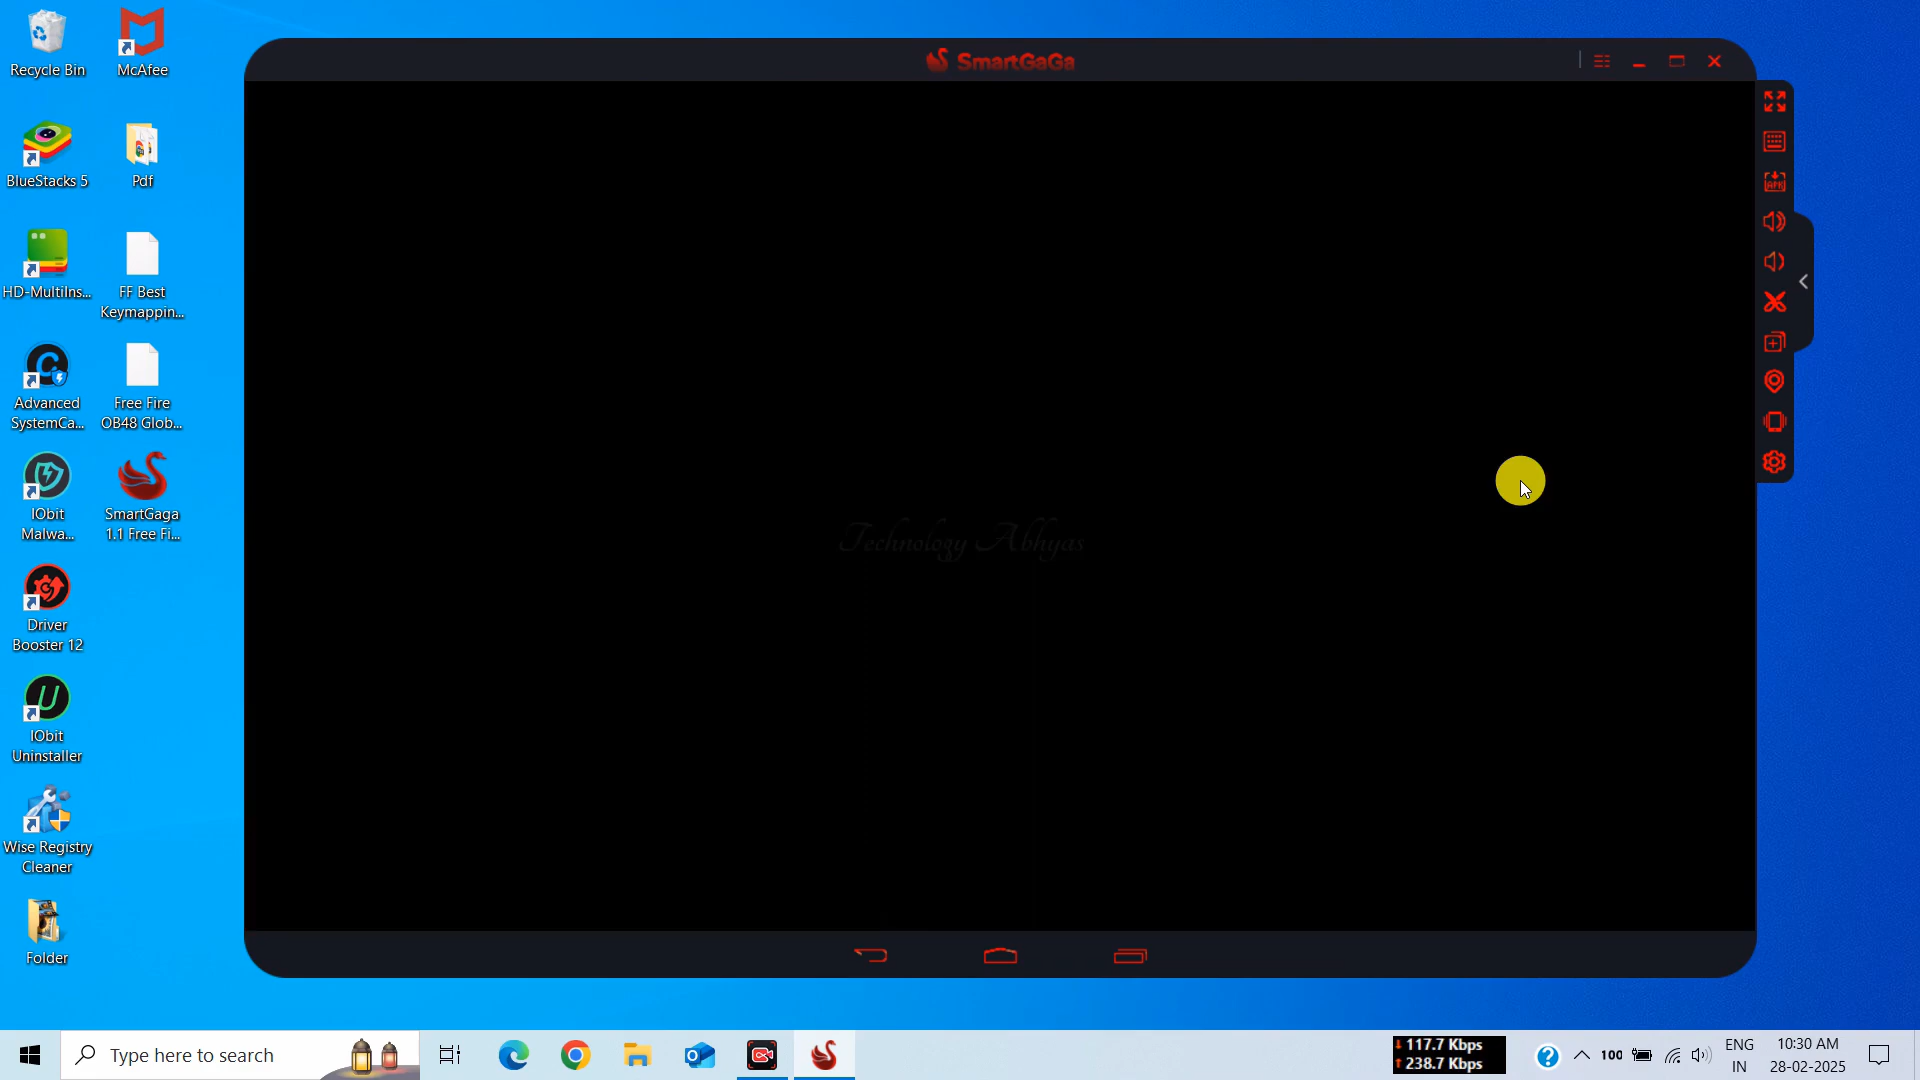 Recycle Bin
McAfee
BlueStacks 5
Pdf
HD-MultiIns...
FF Best
Keymappin...
Advanced
SystemCa...
Free Fire
OB48 Glob...
IObit
Malwa...
SmartGaga
1.1 Free Fi...
Driver
Booster 12
IObit
Uninstaller
Wise Registry
Cleaner
Folder
SmartGaGa
APK
Technology Abhyas
Type here to search
117.7 Kbps
238.7 Kbps
100
ENG
IN
10:30 AM
28-02-2025